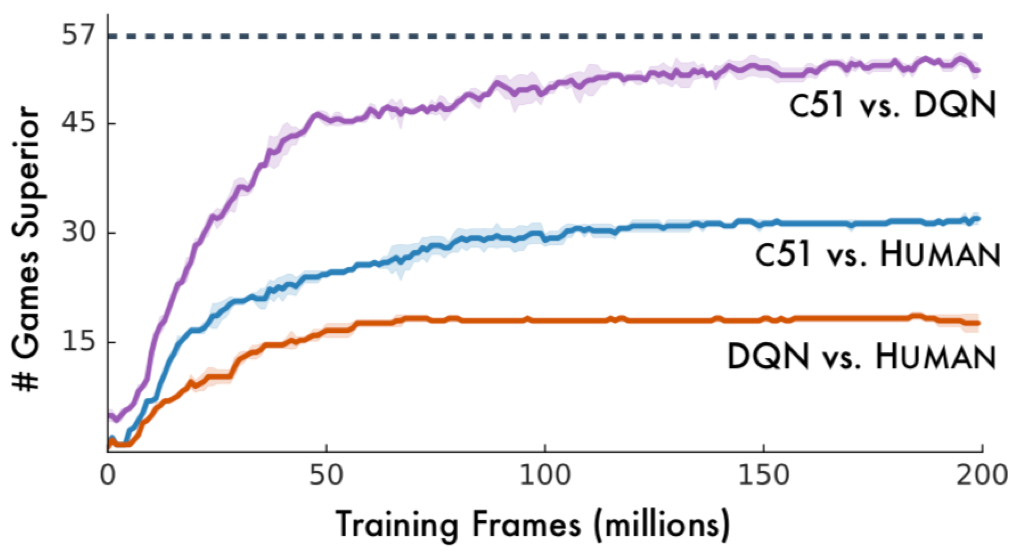 57
45
30
15
# Games Superior
C51 vs. DQN
C51 vs. HUMAN
DQN vs. HUMAN
0 50 100 150 200
Training Frames (millions)